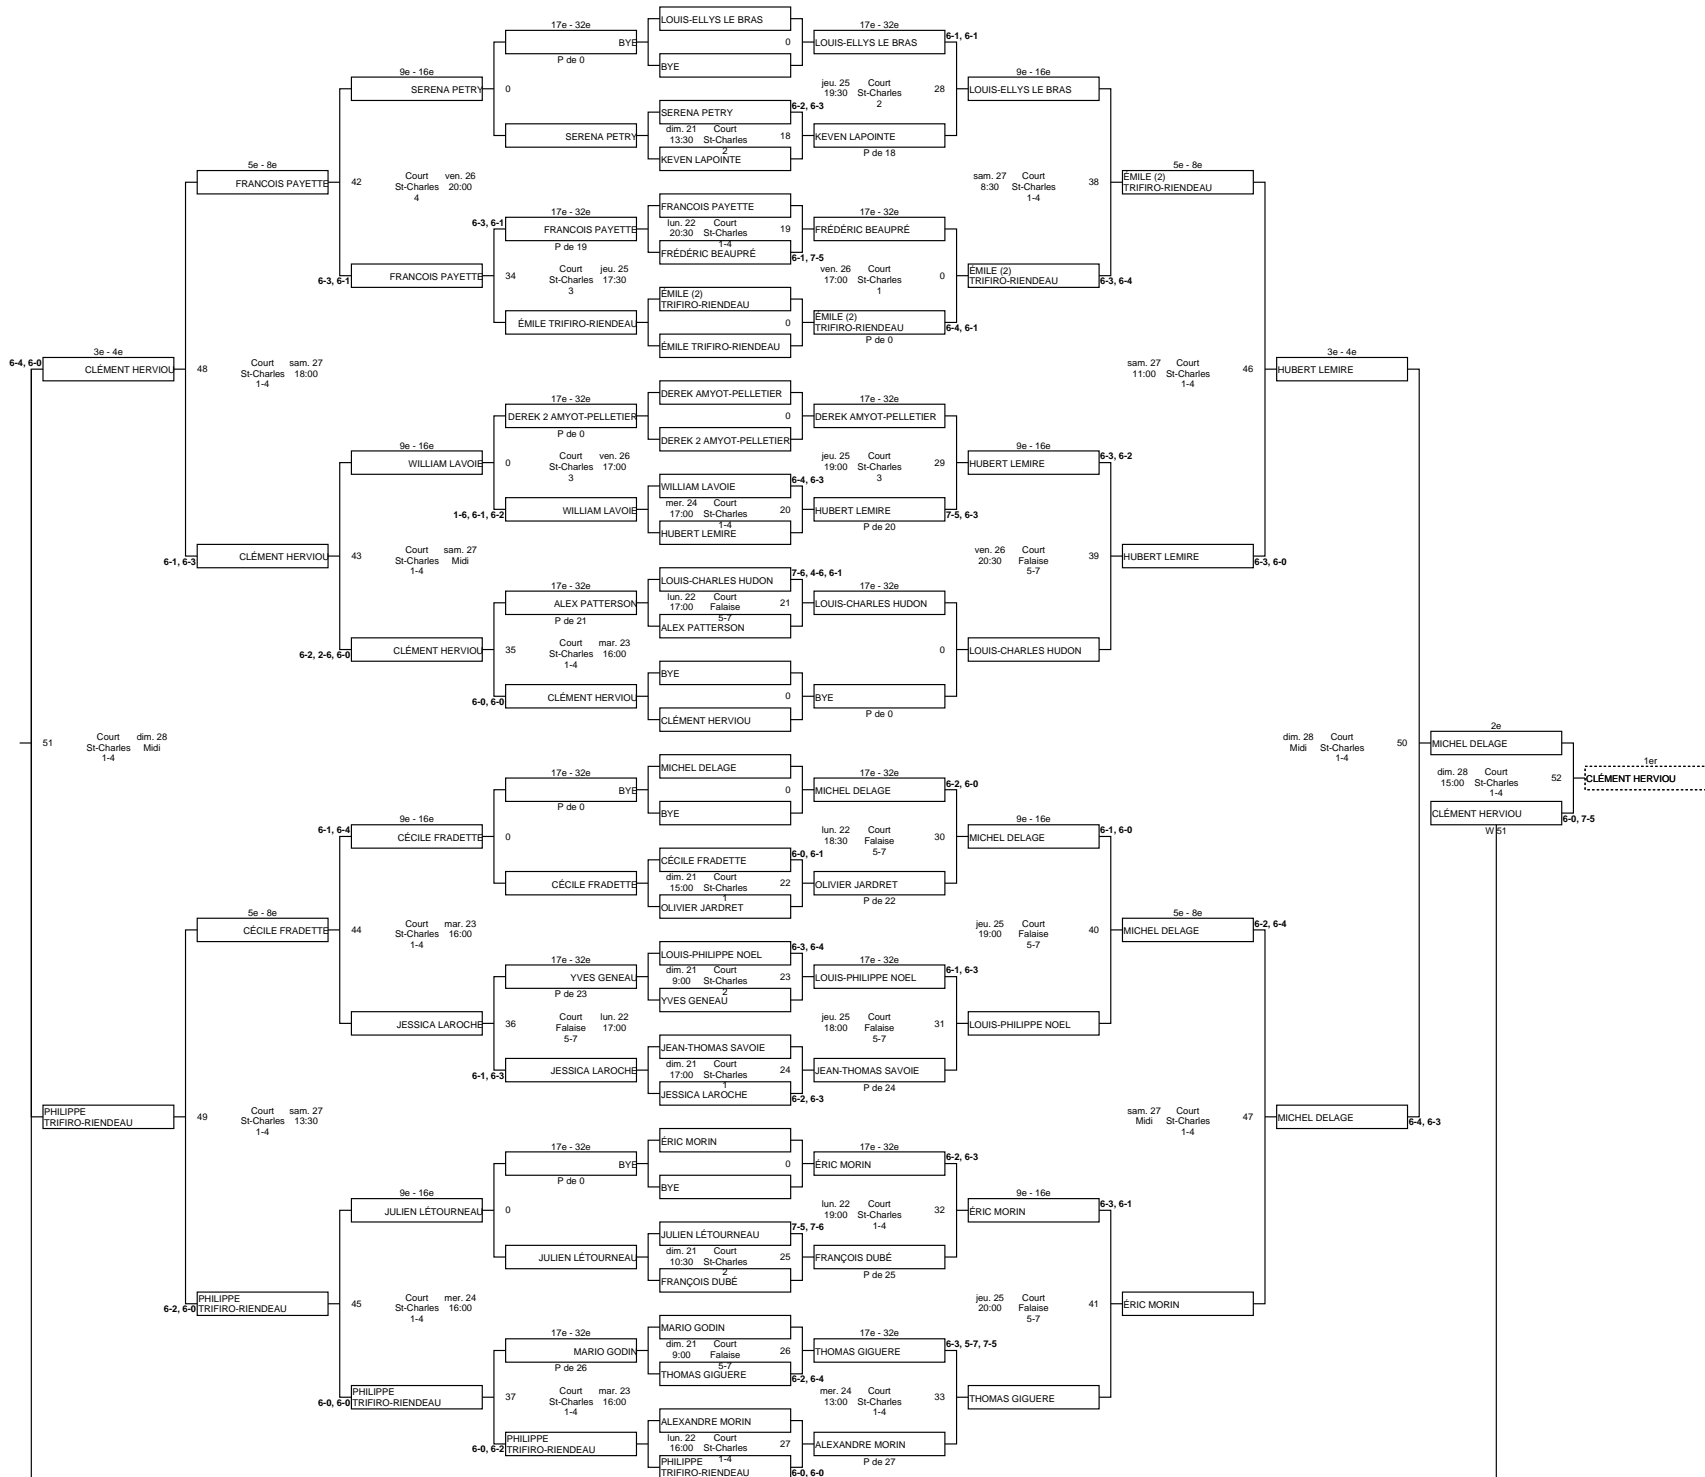 17e - 32e
LOUIS-ELLYS LE BRAS
17e - 32e
6-1, 6-1
BYE
0
LOUIS-ELLYS LE BRAS
P de 0
BYE
9e - 16e
jeu. 25 Court
9e - 16e
SERENA PETRY
0
19:30 St-Charles
28
LOUIS-ELLYS LE BRAS
2
SERENA PETRY
6-2, 6-3
SERENA PETRY
dim. 21 Court
13:30 St-Charles
18
KEVEN LAPOINTE
2
KEVEN LAPOINTE
P de 18
5e - 8e
5e - 8e
FRANCOIS PAYETTE
42
Court ven. 26
St-Charles 20:00
4
sam. 27 Court
8:30 St-Charles
1-4
38
ÉMILE (2)
TRIFIRO-RIENDEAU
6-3, 6-1
17e - 32e
FRANCOIS PAYETTE
17e - 32e
FRANCOIS PAYETTE
lun. 22 Court
20:30 St-Charles
19
FRÉDÉRIC BEAUPRÉ
P de 19
1-4
FRÉDÉRIC BEAUPRÉ
6-1, 7-5
6-3, 6-1
FRANCOIS PAYETTE
34
Court jeu. 25
St-Charles 17:30
3
ven. 26 Court
17:00 St-Charles
1
0
ÉMILE (2)
TRIFIRO-RIENDEAU
6-3, 6-4
ÉMILE (2)
TRIFIRO-RIENDEAU
ÉMILE TRIFIRO-RIENDEAU
0
ÉMILE (2)
TRIFIRO-RIENDEAU
6-4, 6-1
ÉMILE TRIFIRO-RIENDEAU
P de 0
6-4, 6-0
3e - 4e
CLÉMENT HERVIOU
48
Court sam. 27
St-Charles 18:00
1-4
sam. 27 Court
11:00 St-Charles
1-4
46
3e - 4e
HUBERT LEMIRE
17e - 32e
DEREK AMYOT-PELLETIER
17e - 32e
DEREK 2 AMYOT-PELLETIER
0
DEREK AMYOT-PELLETIER
P de 0
DEREK 2 AMYOT-PELLETIER
9e - 16e
WILLIAM LAVOIE
0
Court ven. 26
St-Charles 17:00
3
jeu. 25 Court
19:00 St-Charles
3
29
9e - 16e
HUBERT LEMIRE
6-3, 6-2
WILLIAM LAVOIE
6-4, 6-3
1-6, 6-1, 6-2
WILLIAM LAVOIE
mer. 24 Court
17:00 St-Charles
1-4
20
HUBERT LEMIRE
7-5, 6-3
HUBERT LEMIRE
P de 20
6-1, 6-3
CLÉMENT HERVIOU
43
Court sam. 27
St-Charles Midi
1-4
ven. 26 Court
20:30 Falaise
5-7
39
HUBERT LEMIRE
6-3, 6-0
17e - 32e
LOUIS-CHARLES HUDON
7-6, 4-6, 6-1
17e - 32e
ALEX PATTERSON
lun. 22 Court
17:00 Falaise
5-7
21
LOUIS-CHARLES HUDON
P de 21
ALEX PATTERSON
6-2, 2-6, 6-0
CLÉMENT HERVIOU
35
Court mar. 23
St-Charles 16:00
1-4
0
LOUIS-CHARLES HUDON
BYE
6-0, 6-0
CLÉMENT HERVIOU
0
BYE
CLÉMENT HERVIOU
P de 0
51
Court dim. 28
St-Charles Midi
1-4
dim. 28 Court
Midi St-Charles
1-4
50
2e
MICHEL DELAGE
17e - 32e
MICHEL DELAGE
17e - 32e
6-2, 6-0
BYE
0
MICHEL DELAGE
P de 0
BYE
dim. 28 Court
15:00 St-Charles
1-4
52
1er
CLÉMENT HERVIOU
CLÉMENT HERVIOU
6-0, 7-5
W 51
6-1, 6-4
9e - 16e
CÉCILE FRADETTE
0
lun. 22 Court
18:30 Falaise
5-7
30
9e - 16e
MICHEL DELAGE
6-1, 6-0
CÉCILE FRADETTE
6-0, 6-1
CÉCILE FRADETTE
dim. 21 Court
15:00 St-Charles
1
22
OLIVIER JARDRET
OLIVIER JARDRET
P de 22
5e - 8e
CÉCILE FRADETTE
44
Court mar. 23
St-Charles 16:00
1-4
jeu. 25 Court
19:00 Falaise
5-7
40
5e - 8e
MICHEL DELAGE
6-2, 6-4
17e - 32e
LOUIS-PHILIPPE NOEL
6-3, 6-4
17e - 32e
YVES GENEAU
dim. 21 Court
9:00 St-Charles
2
23
LOUIS-PHILIPPE NOEL
6-1, 6-3
P de 23
YVES GENEAU
JESSICA LAROCHE
36
Court lun. 22
Falaise 17:00
5-7
jeu. 25 Court
18:00 Falaise
5-7
31
LOUIS-PHILIPPE NOEL
JEAN-THOMAS SAVOIE
6-1, 6-3
JESSICA LAROCHE
dim. 21 Court
17:00 St-Charles
1
24
JEAN-THOMAS SAVOIE
JESSICA LAROCHE
6-2, 6-3
P de 24
PHILIPPE
TRIFIRO-RIENDEAU
49
Court sam. 27
St-Charles 13:30
1-4
sam. 27 Court
Midi St-Charles
1-4
47
MICHEL DELAGE
6-4, 6-3
17e - 32e
ÉRIC MORIN
17e - 32e
6-2, 6-3
BYE
0
ÉRIC MORIN
P de 0
BYE
9e - 16e
JULIEN LÉTOURNEAU
0
lun. 22 Court
19:00 St-Charles
1-4
32
9e - 16e
ÉRIC MORIN
6-3, 6-1
JULIEN LÉTOURNEAU
7-5, 7-6
JULIEN LÉTOURNEAU
dim. 21 Court
10:30 St-Charles
2
25
FRANÇOIS DUBÉ
FRANÇOIS DUBÉ
P de 25
6-2, 6-0
PHILIPPE
TRIFIRO-RIENDEAU
45
Court mer. 24
St-Charles 16:00
1-4
jeu. 25 Court
20:00 Falaise
5-7
41
ÉRIC MORIN
17e - 32e
MARIO GODIN
17e - 32e
6-3, 5-7, 7-5
MARIO GODIN
dim. 21 Court
9:00 Falaise
5-7
26
THOMAS GIGUERE
P de 26
THOMAS GIGUERE
6-2, 6-4
6-0, 6-0
PHILIPPE
TRIFIRO-RIENDEAU
37
Court mar. 23
St-Charles 16:00
1-4
mer. 24 Court
13:00 St-Charles
1-4
33
THOMAS GIGUERE
ALEXANDRE MORIN
6-0, 6-2
PHILIPPE
TRIFIRO-RIENDEAU
lun. 22 Court
16:00 St-Charles
1-4
27
ALEXANDRE MORIN
PHILIPPE
TRIFIRO-RIENDEAU
6-0, 6-0
P de 27